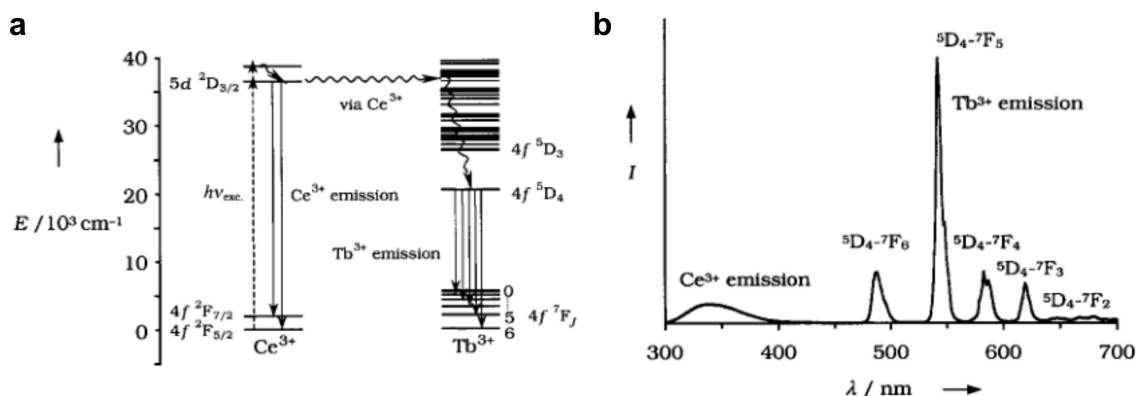 a
40
30
20
10
0
E /10³ cm⁻¹
5d ²D₃/₂
hνexc.
Ce³⁺ emission
4f ²F₇/₂
4f ²F₅/₂
Ce³⁺
via Ce³⁺
Tb³⁺ emission
4f ⁵D₃
4f ⁵D₄
0
5
6
4f ⁷F_J
Tb³⁺
b
I
Ce³⁺ emission
⁵D₄-⁷F₆
⁵D₄-⁷F₅
Tb³⁺ emission
⁵D₄-⁷F₄
⁵D₄-⁷F₃
⁵D₄-⁷F₂
300
400
500
600
700
λ / nm